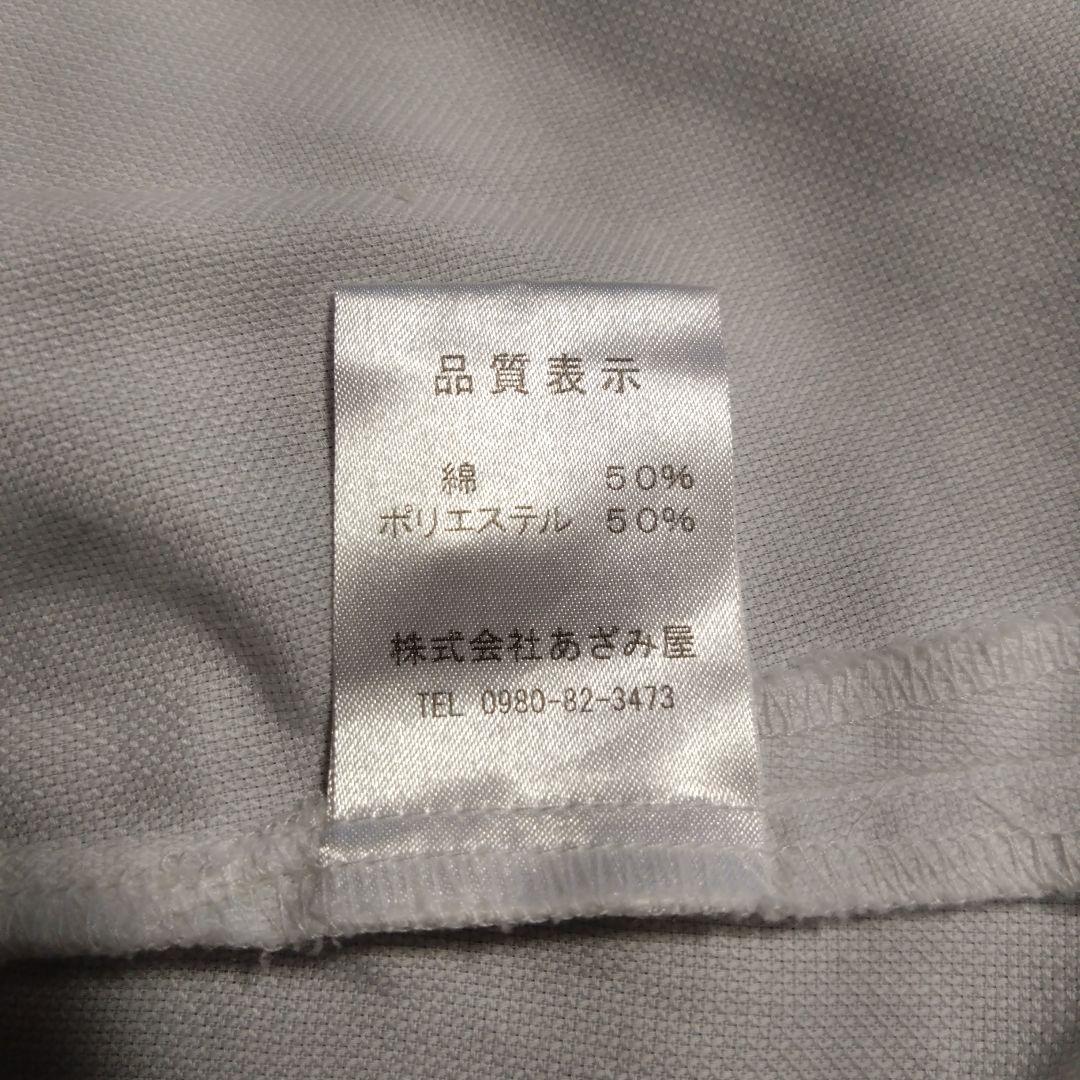 品質表示
綿 50%
ポリエステル 50%
株式会社あざみ屋
TEL 0980-82-3473